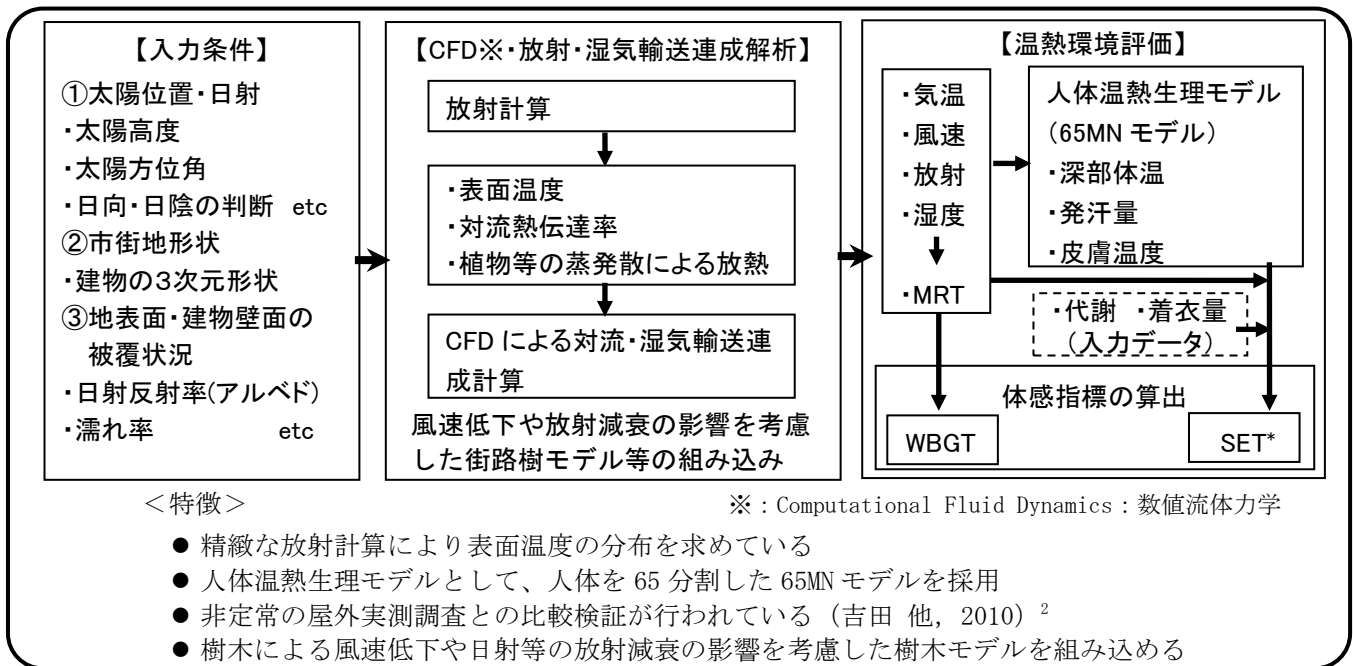 【入力条件】
①太陽位置・日射
・太陽高度
・太陽方位角
・日向・日陰の判断 etc
②市街地形状
・建物の3次元形状
③地表面・建物壁面の
被覆状況
・日射反射率(アルベド)
・濡れ率 etc
【CFD※・放射・湿気輸送連成解析】
放射計算
・表面温度
・対流熱伝達率
・植物等の蒸発散による放熱
CFD による対流・湿気輸送連
成計算
風速低下や放射減衰の影響を考慮
した街路樹モデル等の組み込み
【温熱環境評価】
・気温
・風速
・放射
・湿度
・MRT
人体温熱生理モデル
(65MN モデル)
・深部体温
・発汗量
・皮膚温度
・代謝 ・着衣量
(入力データ)
体感指標の算出
WBGT
SET*
＜特徴＞
※：Computational Fluid Dynamics：数値流体力学
● 精緻な放射計算により表面温度の分布を求めている
● 人体温熱生理モデルとして、人体を 65 分割した 65MN モデルを採用
● 非定常の屋外実測調査との比較検証が行われている（吉田 他, 2010）2
● 樹木による風速低下や日射等の放射減衰の影響を考慮した樹木モデルを組み込める